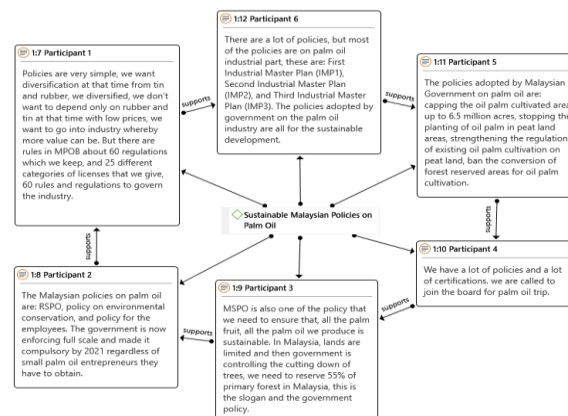 1:12 Participant 6
There are a lot of policies, but most
of the policies are on palm oil
industrial part, these are: First
Industrial Master Plan (IMP1),
Second Industrial Master Plan
(IMP2), and Third Industrial Master
Plan (IMP3). The policies adopted by
government on the palm oil
industry are all for the sustainable
development.
1:7 Participant 1
Policies are very simple, we want
diversification at that time from tin
and rubber, we diversified, we don't
want to depend only on rubber and
tin at that time with low prices, we
want to go into industry whereby
more value can be. But there are
rules in MPOB about 60 regulations
which we keep, and 25 different
categories of licenses that we give,
60 rules and regulations to govern
the industry.
supports
supports
1:11 Participant 5
The policies adopted by Malaysian
Government on palm oil are:
capping the oil palm cultivated area
up to 6.5 million acres, stopping the
planting of oil palm in peat land
areas, strengthening the regulation
of existing oil palm cultivation on
peat land, ban the conversion of
forest reserved areas for oil palm
cultivation.
Sustainable Malaysian Policies on
Palm Oil
supports
supports
1:8 Participant 2
The Malaysian policies on palm oil
are: RSPO, policy on environmental
conservation, and policy for the
employees. The government is now
enforcing full scale and made it
compulsory by 2021 regardless of
small palm oil entrepreneurs they
have to obtain.
supports
1:9 Participant 3
MSPO is also one of the policy that
we need to ensure that, all the palm
fruit, all the palm oil we produce is
sustainable. In Malaysia, lands are
limited and then government is
controlling the cutting down of
trees, we need to reserve 55% of
primary forest in Malaysia, this is
the slogan and the government
policy.
supports
1:10 Participant 4
We have a lot of policies and a lot
of certifications. we are called to
join the board for palm oil trip.